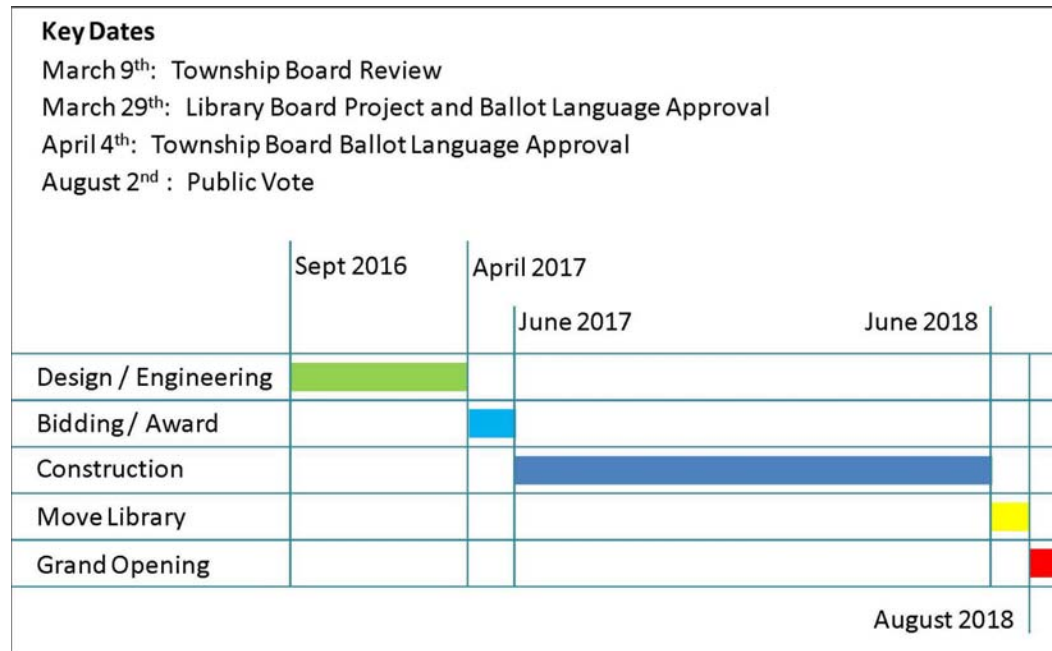 Key Dates
March 9th: Township Board Review
March 29th: Library Board Project and Ballot Language Approval
April 4th: Township Board Ballot Language Approval
August 2nd : Public Vote
Sept 2016
April 2017
June 2017
June 2018
Design / Engineering
Bidding / Award
Construction
Move Library
Grand Opening
August 2018